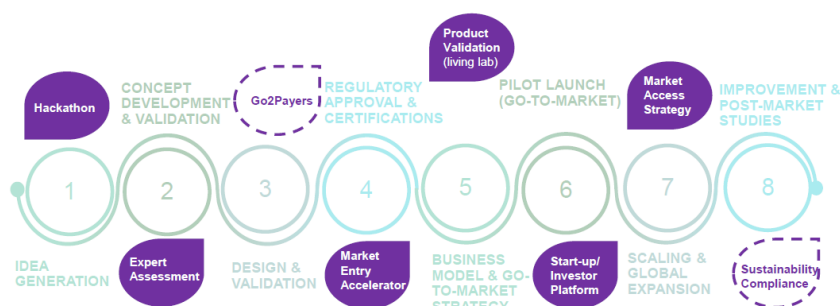 Hackathon
CONCEPT
DEVELOPMENT
& VALIDATION
Go2Payers
REGULATORY
APPROVAL &
CERTIFICATIONS
Product
Validation
(living lab)
PILOT LAUNCH
(GO-TO-MARKET)
Market
Access
Strategy
IMPROVEMENT &
POST-MARKET
STUDIES
1
2
3
4
5
6
7
8
IDEA
GENERATION
Expert
Assessment
DESIGN &
VALIDATION
Market
Entry
Accelerator
BUSINESS
MODEL & GO-
TO-MARKET
STRATEGY
Start-up/
Investor
Platform
SCALING &
GLOBAL
EXPANSION
Sustainability
Compliance